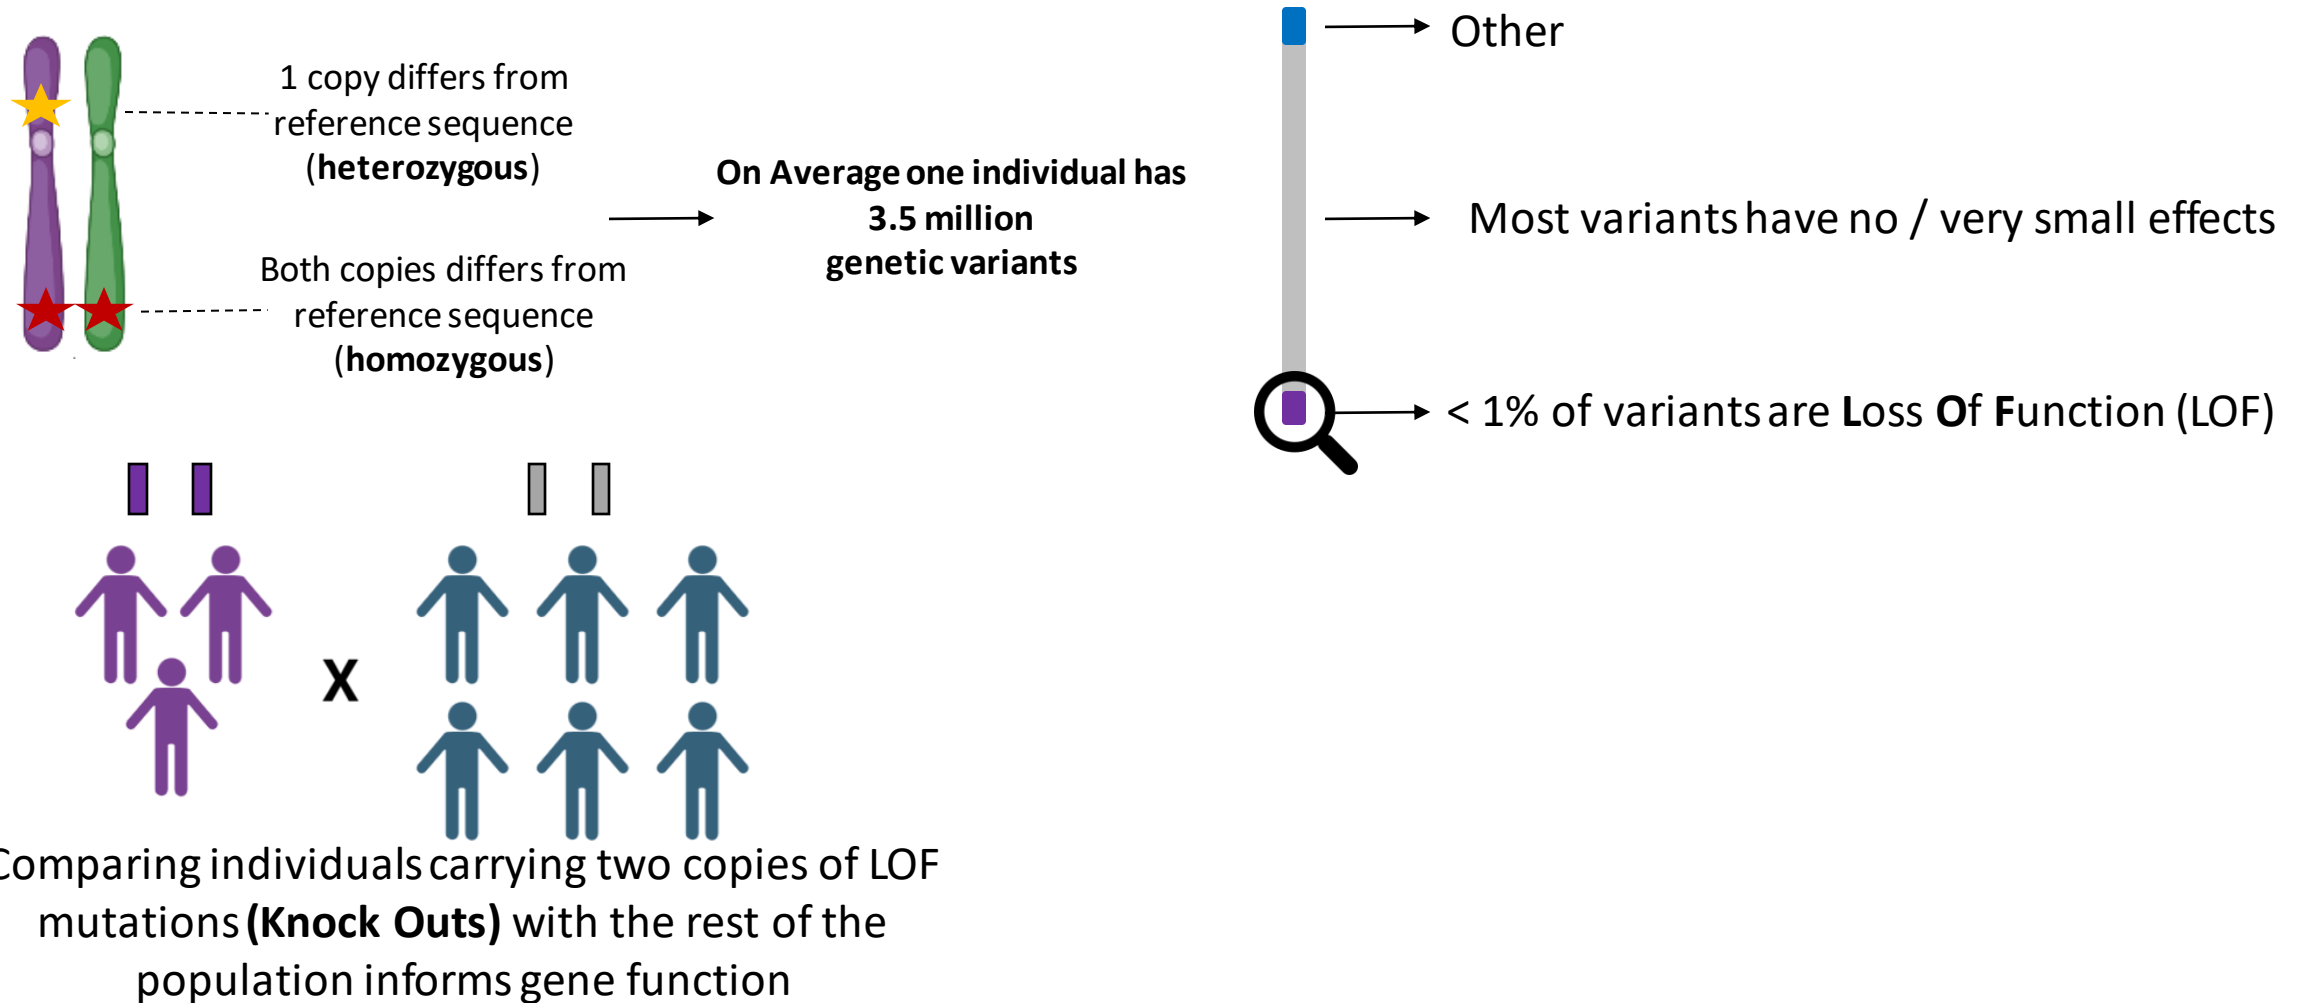 1 copy differs from
reference sequence
(heterozygous)
Both copies differs from
reference sequence
(homozygous)
On Average one individual has
3.5 million
genetic variants
Other
Most variants have no / very small effects
< 1% of variants are Loss Of Function (LOF)
X
Comparing individuals carrying two copies of LOF
mutations (Knock Outs) with the rest of the
population informs gene function